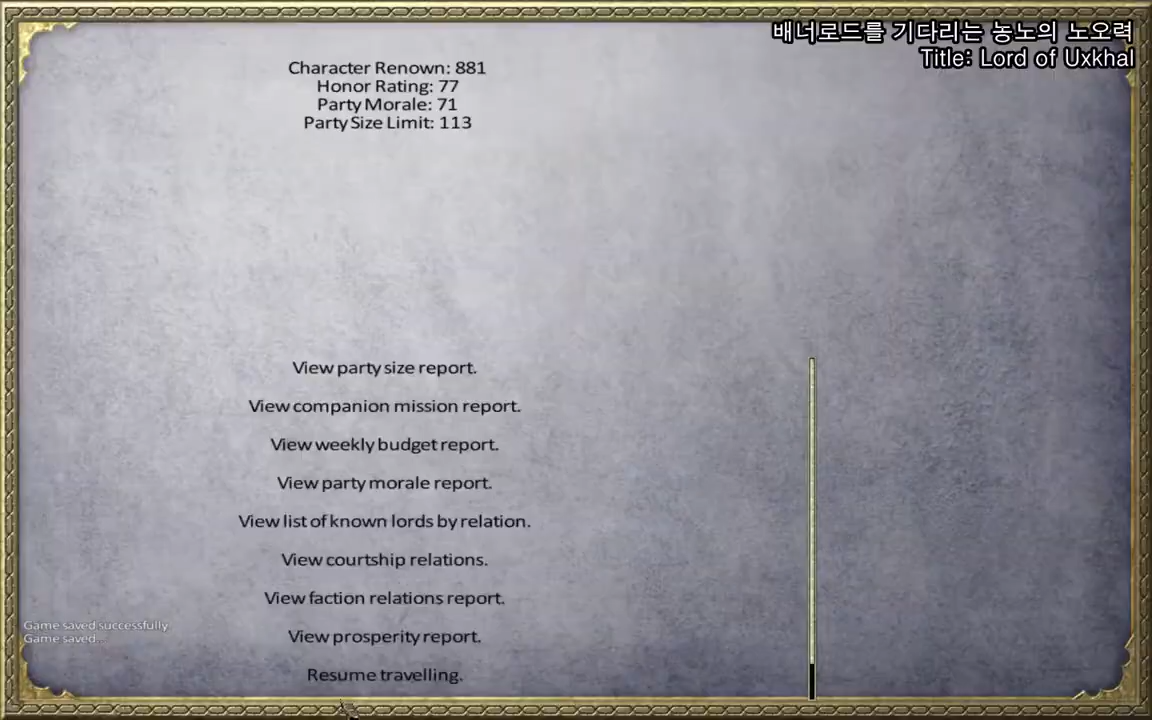 배너로드를 기다리는 농노의 노오력
Title: Lord of Uxkhal
Character Renown: 881
Honor Rating: 77
Party Morale: 71
Party Size Limit: 113
View party size report.
View companion mission report.
View weekly budget report.
View party morale report.
View list of known lords by relation.
View courtship relations.
View faction relations report.
View prosperity report.
Resume travelling.
Game saved successfully
Game saved...